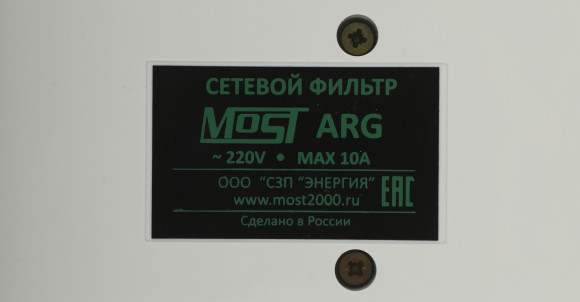 СЕТЕВОЙ ФИЛЬТР
MOST ARG
~ 220V • MAX 10A
ООО "СЗП "ЭНЕРГИЯ"
www.most2000.ru
EAC
Сделано в России